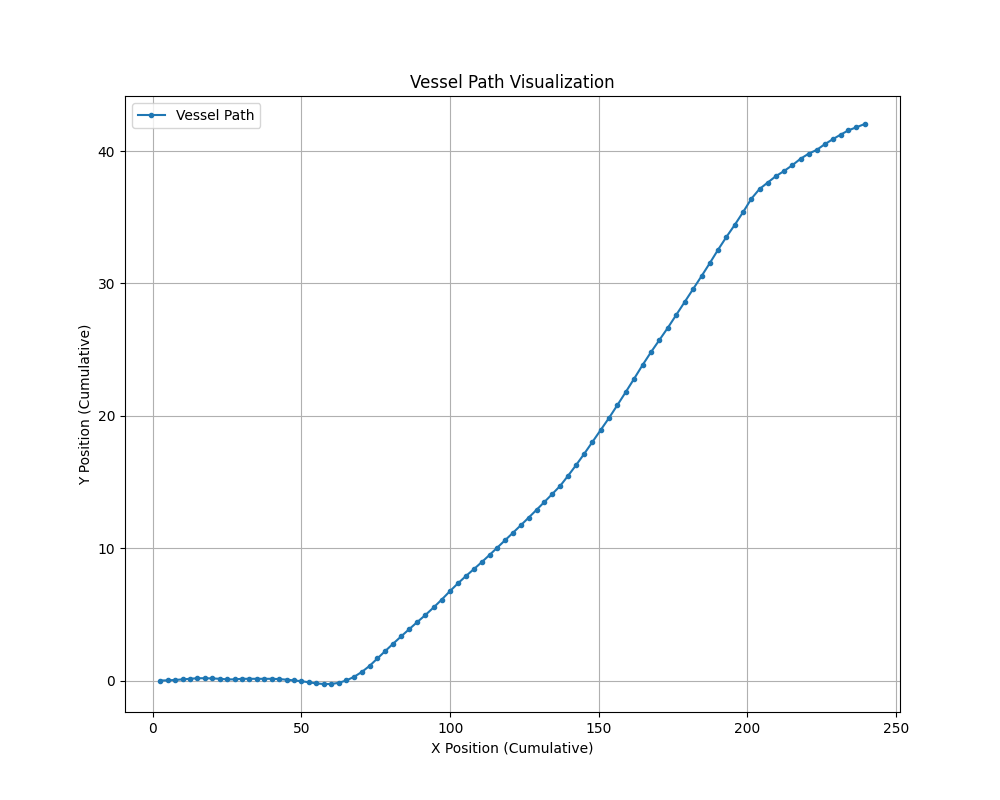 Vessel Path Visualization
Vessel Path
Y Position (Cumulative)
40
30
20
10
0
0 50 100 150 200 250
X Position (Cumulative)